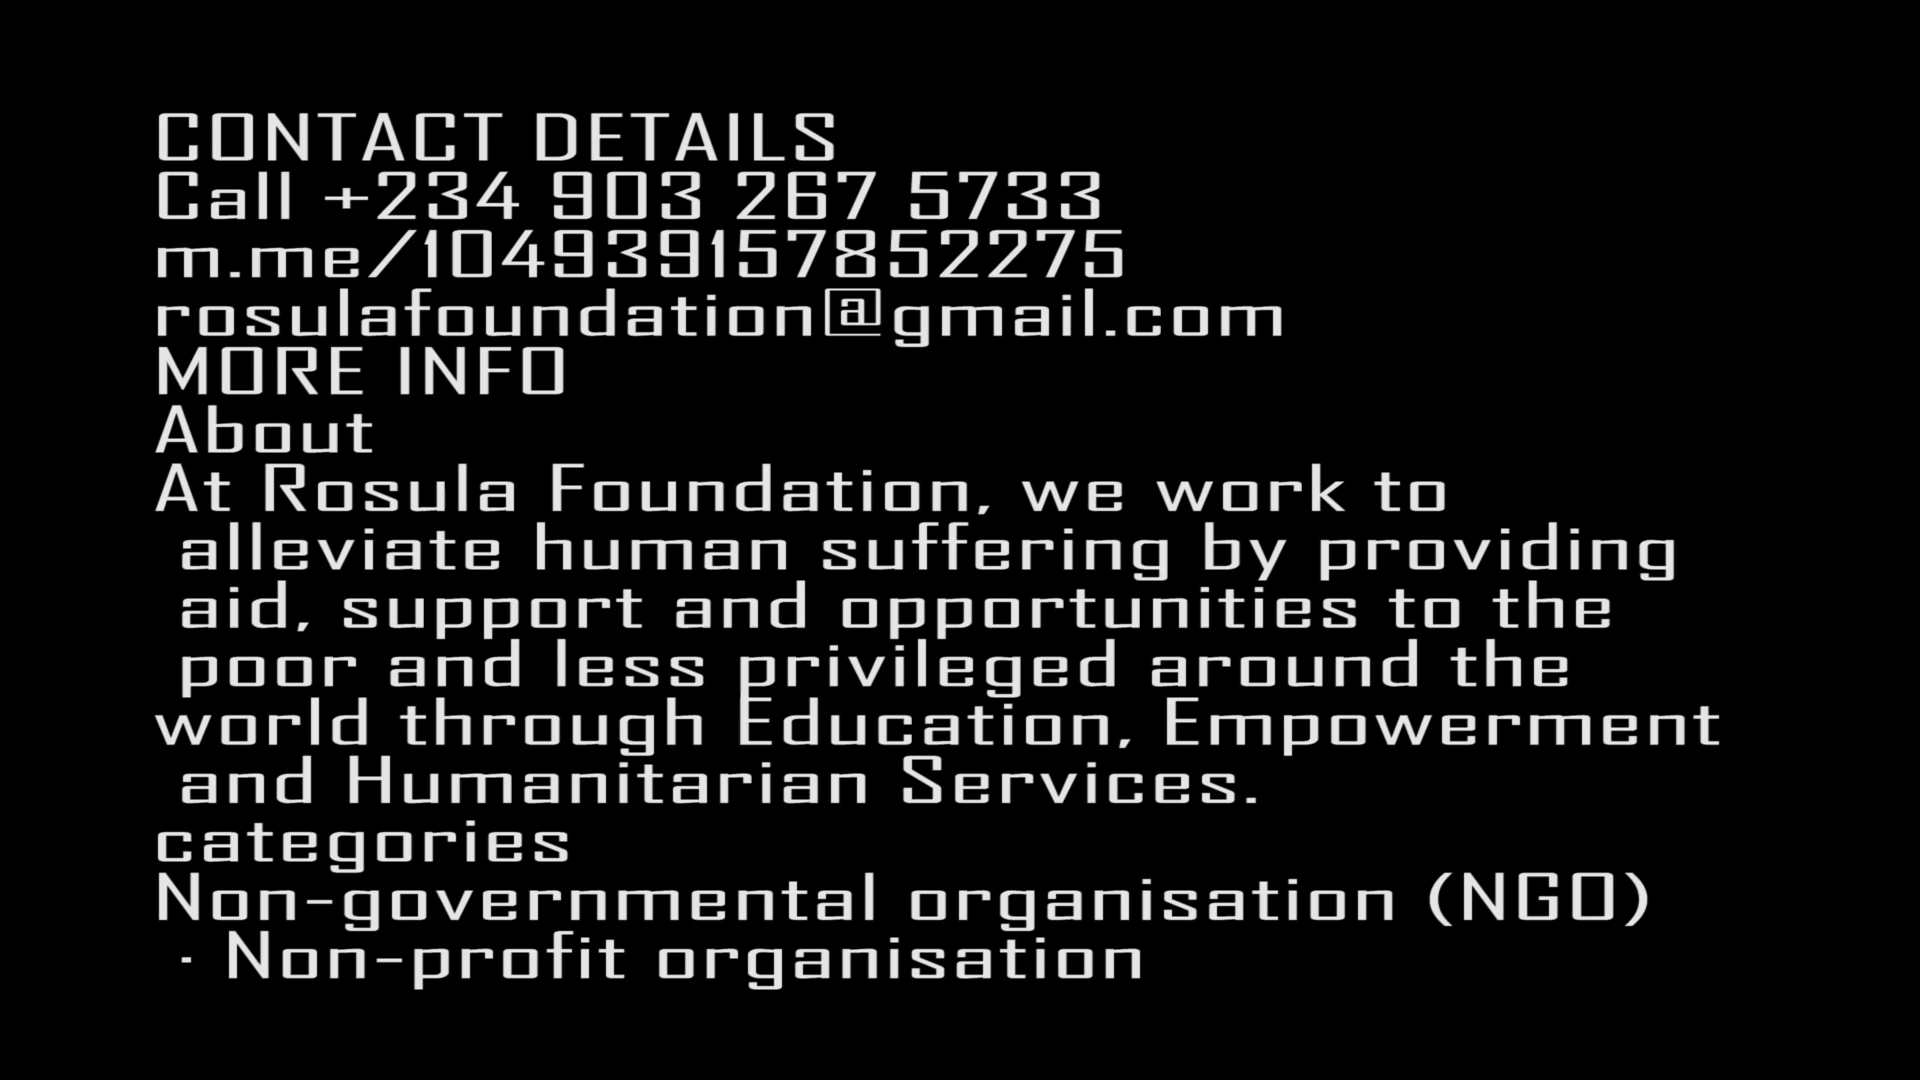 CONTACT DETAILS
Call +234 903 267 5733
m.me/104939157852275
rosulafoundation@gmail.com
MORE INFO
About
At Rosula Foundation, we work to
alleviate human suffering by providing
aid, support and opportunities to the
poor and less privileged around the
world through Education, Empowerment
and Humanitarian Services.
categories
Non-governmental organisation (NGO)
· Non-profit organisation